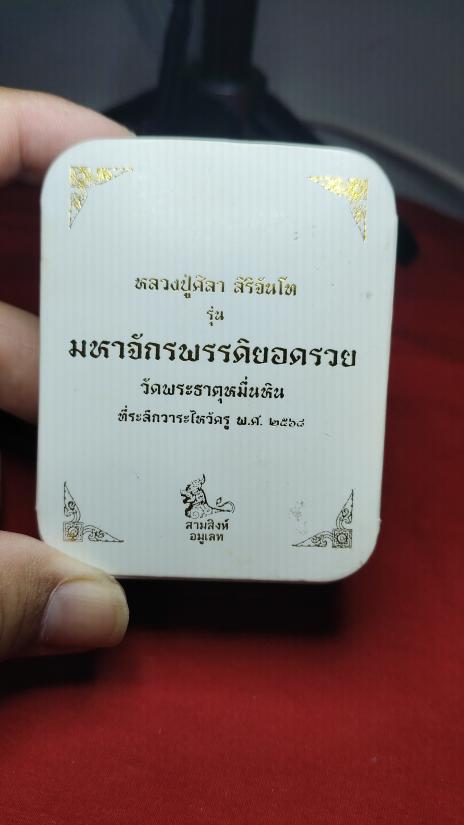 หลวงปู่ศิลา สิริจันโท
รุ่น
มหาจักรพรรดิยอดรวย
วัดพระธาตุหมื่นหิน
ที่ระลึกวาระไหว้ครู พ.ศ. ๒๕๖๘
สามสิงห์
อมูเลท